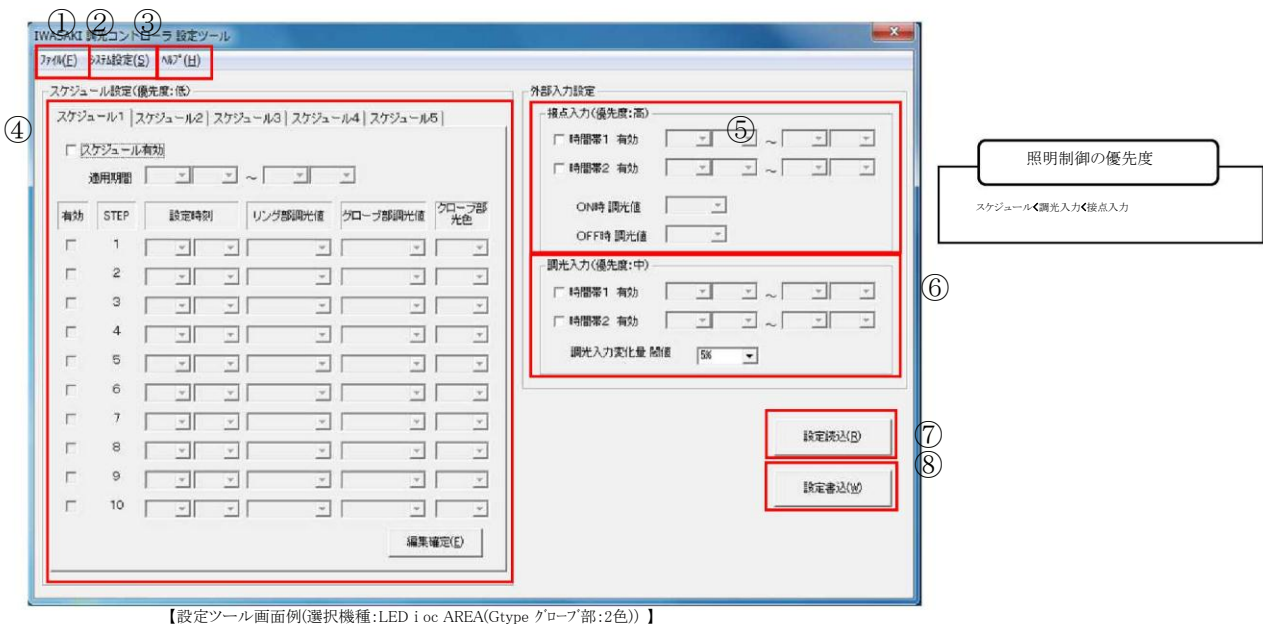 ① ② ③
IWASAKI 調光コントローラ 設定ツール
ファイル(F) システム設定(S) ヘルプ(H)
スケジュール設定(優先度:低)
④
スケジュール1 スケジュール2 スケジュール3 スケジュール4 スケジュール5
スケジュール有効
適用期間 ～
有効 STEP 設定時刻 リング部調光値 グローブ部調光値 グローブ部光色
1
2
3
4
5
6
7
8
9
10
編集確定(E)
外部入力設定
接点入力(優先度:高)
⑤
時間帯1 有効 ～
時間帯2 有効 ～
ON時 調光値
OFF時 調光値
調光入力(優先度:中)
⑥
時間帯1 有効 ～
時間帯2 有効 ～
調光入力変化量 閾値 5%
設定読込(R)
⑦
⑧
設定書込(W)
照明制御の優先度
スケジュール<調光入力<接点入力
【設定ツール画面例(選択機種:LED i oc AREA(Gtype グローブ部:2色)) 】